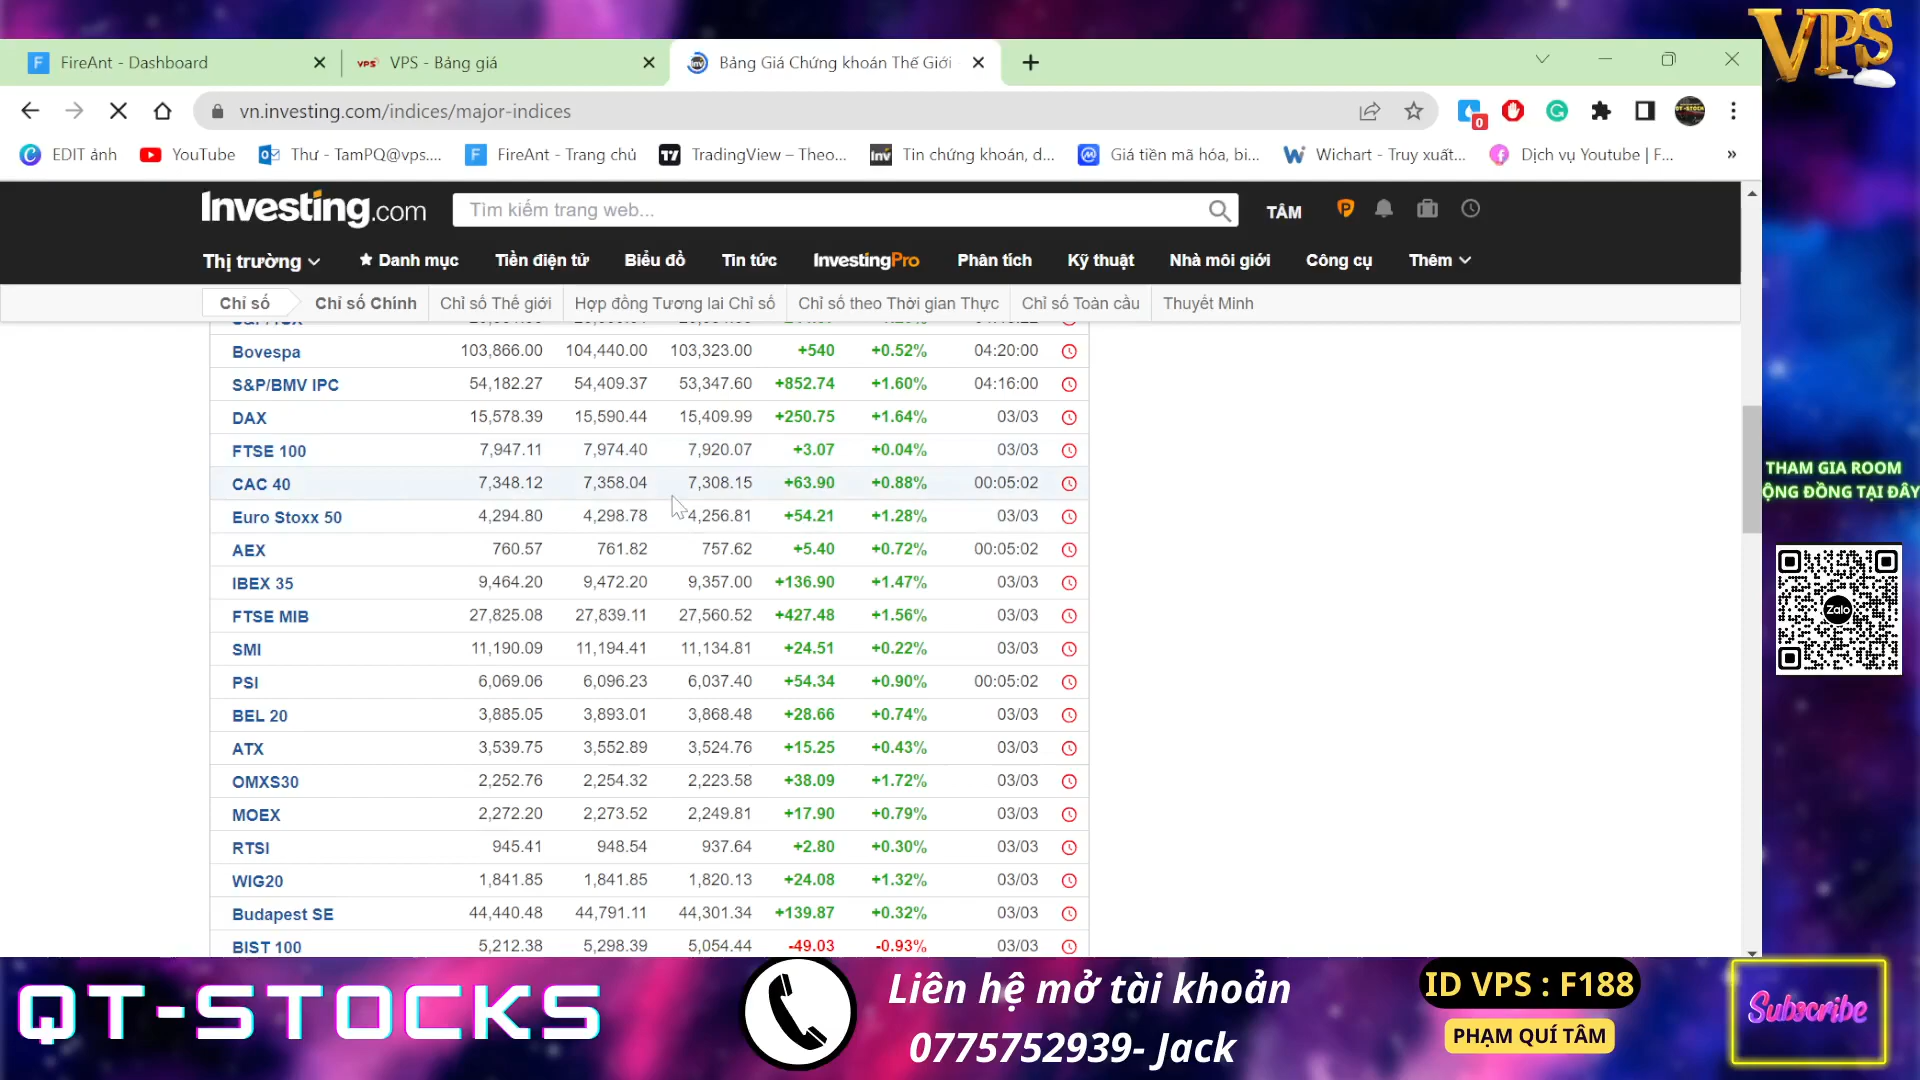 VPS
FireAnt - Dashboard
VPS - Bảng giá
Bảng Giá Chứng khoán Thế Giới
vn.investing.com/indices/major-indices
0
EDIT ảnh
YouTube
Thư - TamPQ@vps....
FireAnt - Trang chủ
TradingView – Theo...
Tin chứng khoán, d...
Giá tiền mã hóa, bi...
Wichart - Truy xuất...
Dịch vụ Youtube | F...
»
Investing.com
Tìm kiếm trang web...
TÂM
Thị trường
Danh mục
Tiền điện tử
Biểu đồ
Tin tức
InvestingPro
Phân tích
Kỹ thuật
Nhà môi giới
Công cụ
Thêm
Chỉ số
Chỉ số Chính
Chỉ số Thế giới
Hợp đồng Tương lai Chỉ số
Chỉ số theo Thời gian Thực
Chỉ số Toàn cầu
Thuyết Minh
Bovespa 103,866.00 104,440.00 103,323.00 +540 +0.52% 04:20:00
S&P/BMV IPC 54,182.27 54,409.37 53,347.60 +852.74 +1.60% 04:16:00
DAX 15,578.39 15,590.44 15,409.99 +250.75 +1.64% 03/03
FTSE 100 7,947.11 7,974.40 7,920.07 +3.07 +0.04% 03/03
CAC 40 7,348.12 7,358.04 7,308.15 +63.90 +0.88% 00:05:02
Euro Stoxx 50 4,294.80 4,298.78 4,256.81 +54.21 +1.28% 03/03
AEX 760.57 761.82 757.62 +5.40 +0.72% 00:05:02
IBEX 35 9,464.20 9,472.20 9,357.00 +136.90 +1.47% 03/03
FTSE MIB 27,825.08 27,839.11 27,560.52 +427.48 +1.56% 03/03
SMI 11,190.09 11,194.41 11,134.81 +24.51 +0.22% 03/03
PSI 6,069.06 6,096.23 6,037.40 +54.34 +0.90% 00:05:02
BEL 20 3,885.05 3,893.01 3,868.48 +28.66 +0.74% 03/03
ATX 3,539.75 3,552.89 3,524.76 +15.25 +0.43% 03/03
OMXS30 2,252.76 2,254.32 2,223.58 +38.09 +1.72% 03/03
MOEX 2,272.20 2,273.52 2,249.81 +17.90 +0.79% 03/03
RTSI 945.41 948.54 937.64 +2.80 +0.30% 03/03
WIG20 1,841.85 1,841.85 1,820.13 +24.08 +1.32% 03/03
Budapest SE 44,440.48 44,791.11 44,301.34 +139.87 +0.32% 03/03
BIST 100 5,212.38 5,298.39 5,054.44 -49.03 -0.93% 03/03
THAM GIA ROOM
ỘNG ĐỒNG TẠI ĐÂY
Zalo
QT-STOCKS
Liên hệ mở tài khoản
0775752939- Jack
ID VPS : F188
PHẠM QUÍ TÂM
Subscribe